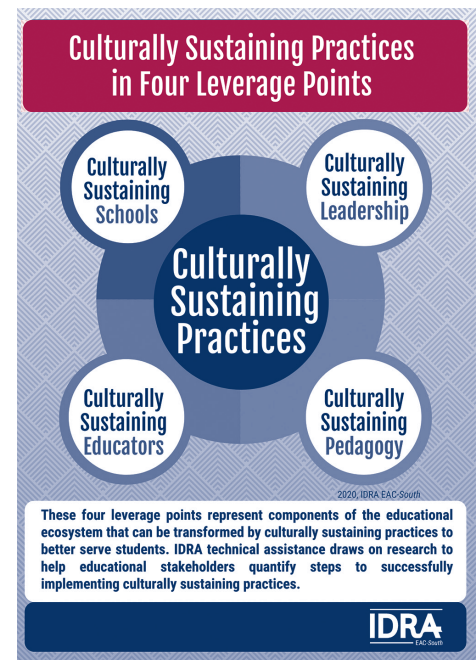 Culturally Sustaining Practices
in Four Leverage Points
Culturally
Sustaining
Schools
Culturally
Sustaining
Leadership
Culturally
Sustaining
Practices
Culturally
Sustaining
Educators
Culturally
Sustaining
Pedagogy
2020, IDRA EAC-South
These four leverage points represent components of the educational
ecosystem that can be transformed by culturally sustaining practices to
better serve students. IDRA technical assistance draws on research to
help educational stakeholders quantify steps to successfully
implementing culturally sustaining practices.
IDRA
EAC-South